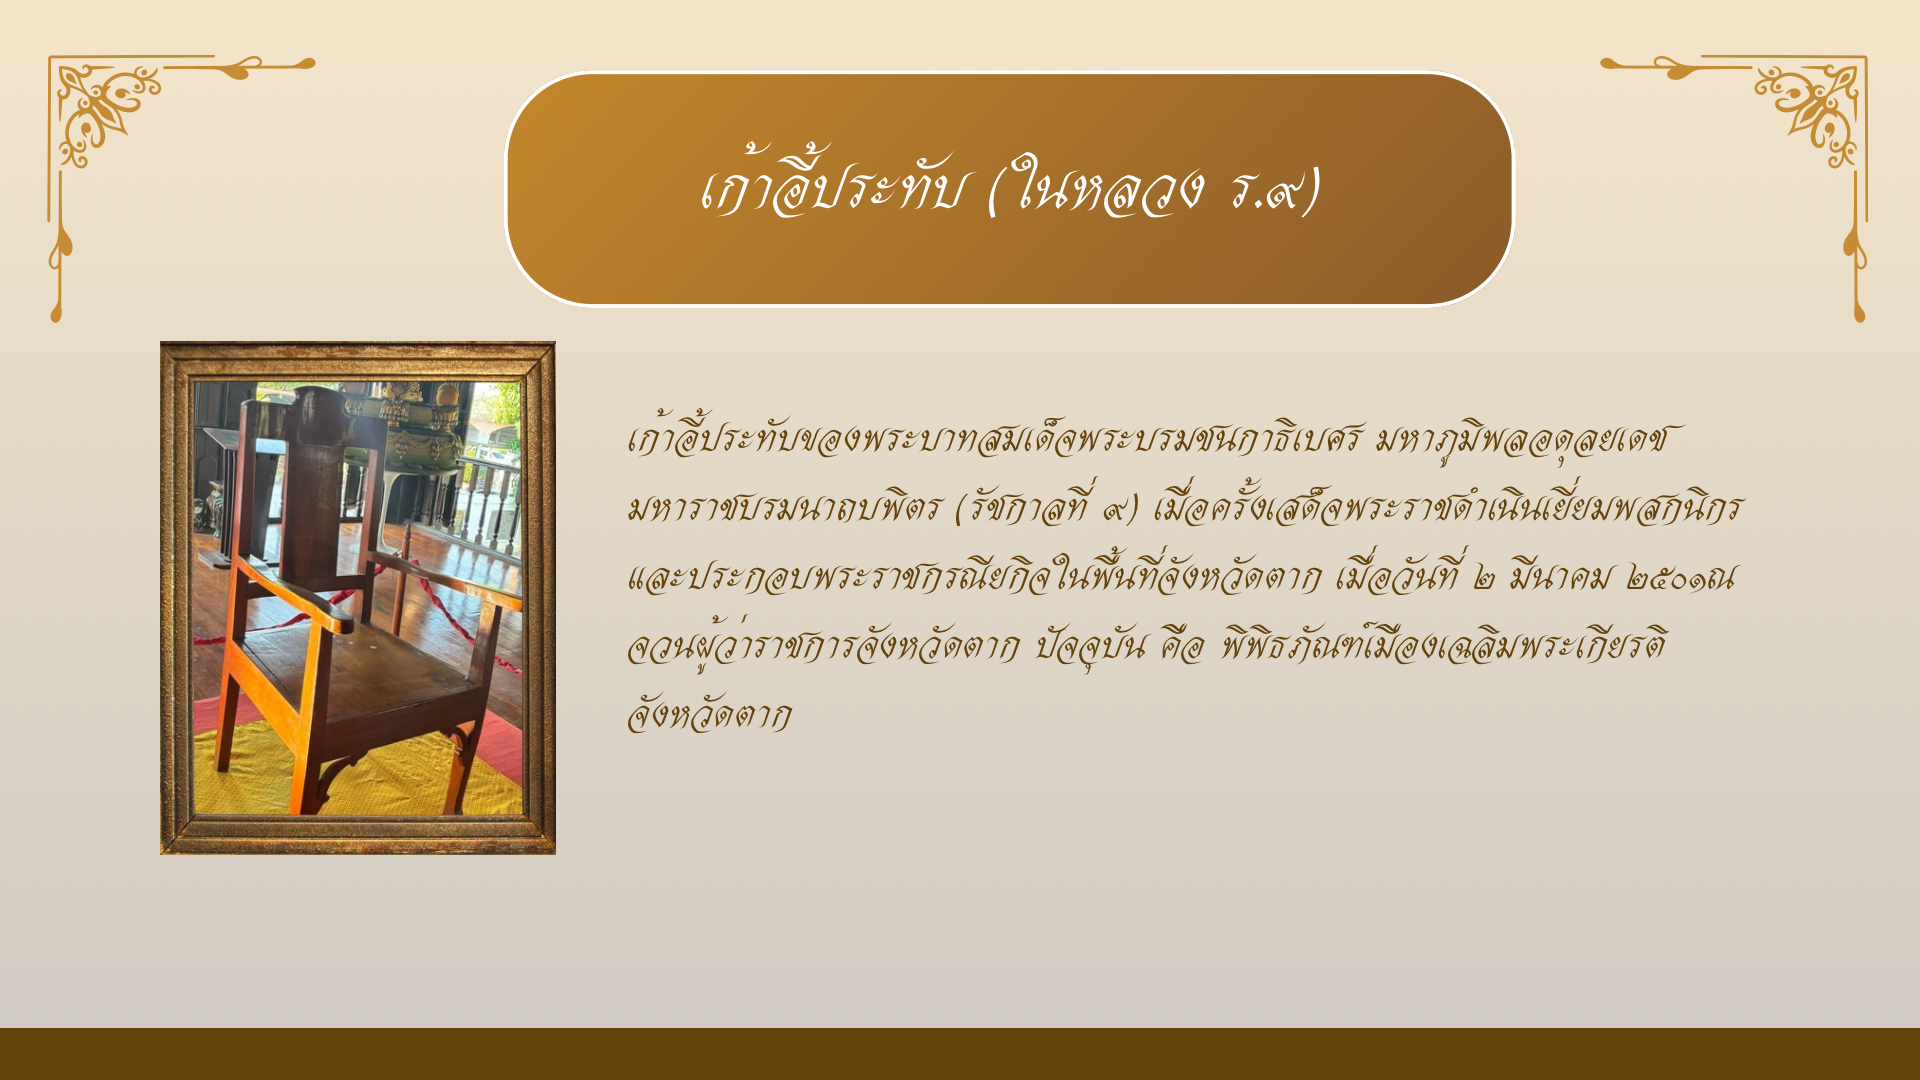 เก้าอี้ประทับ (ในหลวง ร.๙)
เก้าอี้ประทับของพระบาทสมเด็จพระบรมชนกาธิเบศร มหาภูมิพลอดุลยเดช
มหาราชบรมนาถบพิตร (รัชกาลที่ ๙) เมื่อครั้งเสด็จพระราชดำเนินเยี่ยมพสกนิกร
และประกอบพระราชกรณียกิจในพื้นที่จังหวัดตาก เมื่อวันที่ ๒ มีนาคม ๒๕๐๑ณ
จวนผู้ว่าราชการจังหวัดตาก ปัจจุบัน คือ พิพิธภัณฑ์เมืองเฉลิมพระเกียรติ
จังหวัดตาก